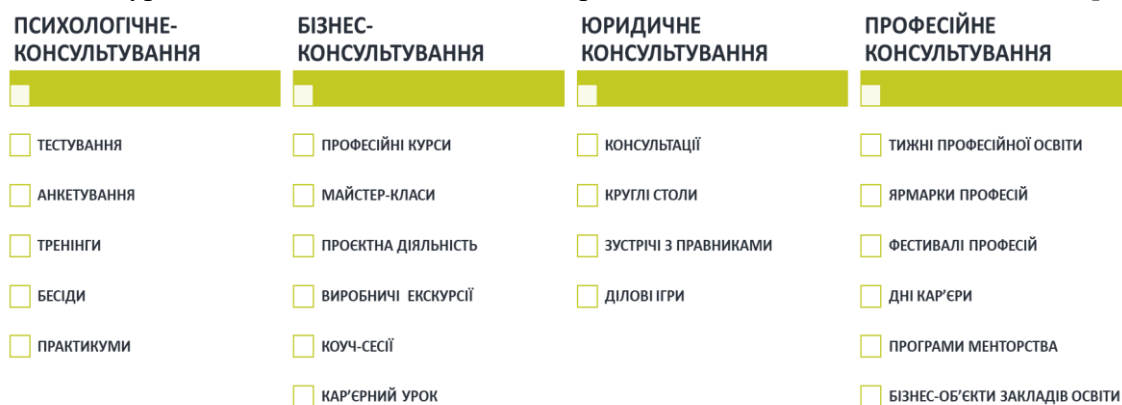 ПСИХОЛОГІЧНЕ-
КОНСУЛЬТУВАННЯ
ТЕСТУВАННЯ
АНКЕТУВАННЯ
ТРЕНІНГИ
БЕСІДИ
ПРАКТИКУМИ
БІЗНЕС-
КОНСУЛЬТУВАННЯ
ПРОФЕСІЙНІ КУРСИ
МАЙСТЕР-КЛАСИ
ПРОЄКТНА ДІЯЛЬНІСТЬ
ВИРОБНИЧІ ЕКСКУРСІЇ
КОУЧ-СЕСІЇ
КАР’ЄРНИЙ УРОК
ЮРИДИЧНЕ
КОНСУЛЬТУВАННЯ
КОНСУЛЬТАЦІЇ
КРУГЛІ СТОЛИ
ЗУСТРІЧІ З ПРАВНИКАМИ
ДІЛОВІ ІГРИ
ПРОФЕСІЙНЕ
КОНСУЛЬТУВАННЯ
ТИЖНІ ПРОФЕСІЙНОЇ ОСВІТИ
ЯРМАРКИ ПРОФЕСІЙ
ФЕСТИВАЛІ ПРОФЕСІЙ
ДНІ КАР’ЄРИ
ПРОГРАМИ МЕНТОРСТВА
БІЗНЕС-ОБ’ЄКТИ ЗАКЛАДІВ ОСВІТИ